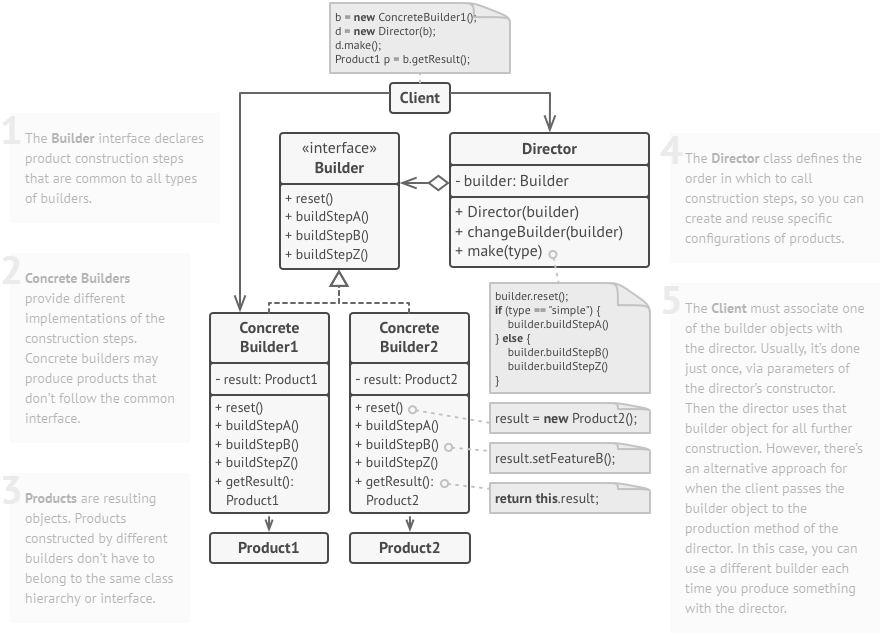 b = new ConcreteBuilder1();
d = new Director(b);
d.make();
Product1 p = b.getResult();
Client
1
The Builder interface declares
product construction steps
that are common to all types
of builders.
«interface»
Builder
+ reset()
+ buildStepA()
+ buildStepB()
+ buildStepZ()
Director
- builder: Builder
+ Director(builder)
+ changeBuilder(builder)
+ make(type)
4
The Director class defines the
order in which to call
construction steps, so you can
create and reuse specific
configurations of products.
2
Concrete Builders
provide different
implementations of the
construction steps.
Concrete builders may
produce products that
don’t follow the common
interface.
builder.reset();
if (type == "simple") {
builder.buildStepA()
} else {
builder.buildStepB()
builder.buildStepZ()
}
Concrete
Builder1
- result: Product1
+ reset()
+ buildStepA()
+ buildStepB()
+ buildStepZ()
+ getResult():
Product1
Concrete
Builder2
- result: Product2
+ reset()
+ buildStepA()
+ buildStepB()
+ buildStepZ()
+ getResult():
Product2
result = new Product2();
result.setFeatureB();
return this.result;
3
Products are resulting
objects. Products
constructed by different
builders don’t have to
belong to the same class
hierarchy or interface.
Product1
Product2
5
The Client must associate one
of the builder objects with
the director. Usually, it’s done
just once, via parameters of
the director’s constructor.
Then the director uses that
builder object for all further
construction. However, there’s
an alternative approach for
when the client passes the
builder object to the
production method of the
director. In this case, you can
use a different builder each
time you produce something
with the director.